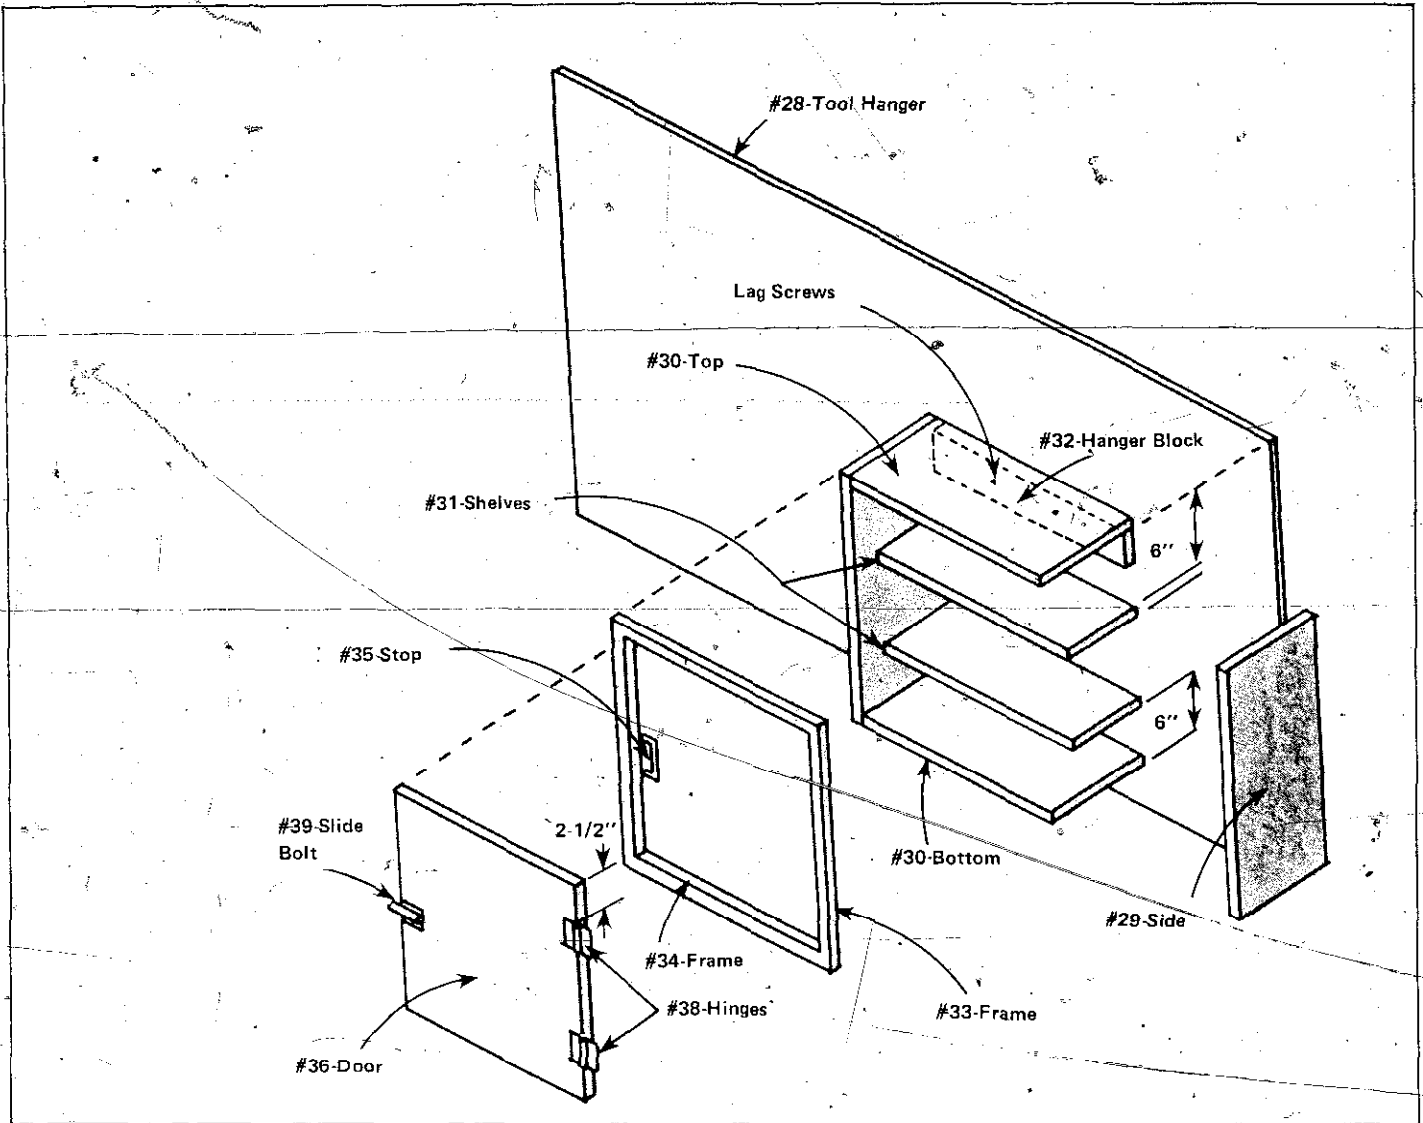 #28-Tool Hanger
Lag Screws
#30-Top
#32-Hanger Block
#31-Shelves
6''
#35-Stop
6''
2-1/2''
#39-Slide
Bolt
#30-Bottom
#29-Side
#34-Frame
#38-Hinges
#33-Frame
#36-Door